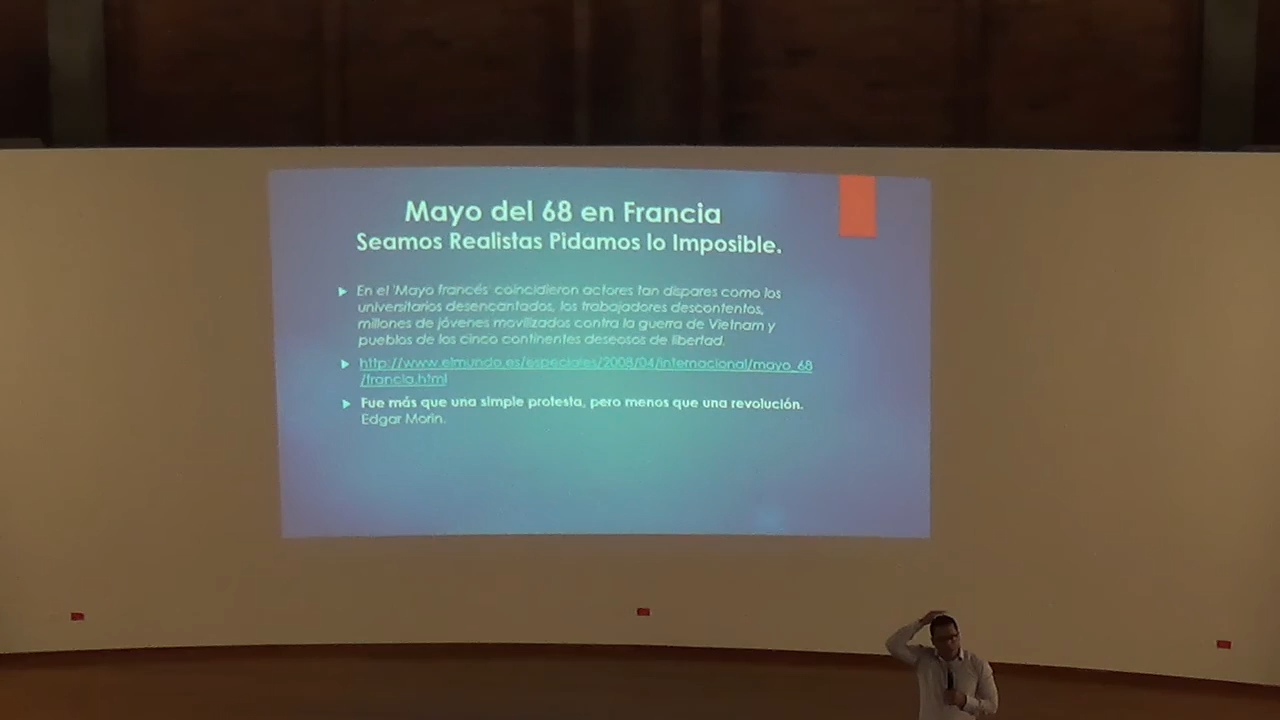 Mayo del 68 en Francia
Seamos Realistas Pidamos lo Imposible.
En el 'Mayo francés' coincidieron actores tan dispares como los
universitarios desencantados, los trabajadores descontentos,
millones de jóvenes movilizados contra la guerra de Vietnam y
pueblos de los cinco continentes deseosos de libertad.
http://www.elmundo.es/especiales/2008/04/internacional/mayo_68
/francia.html
Fue más que una simple protesta, pero menos que una revolución.
Edgar Morin.